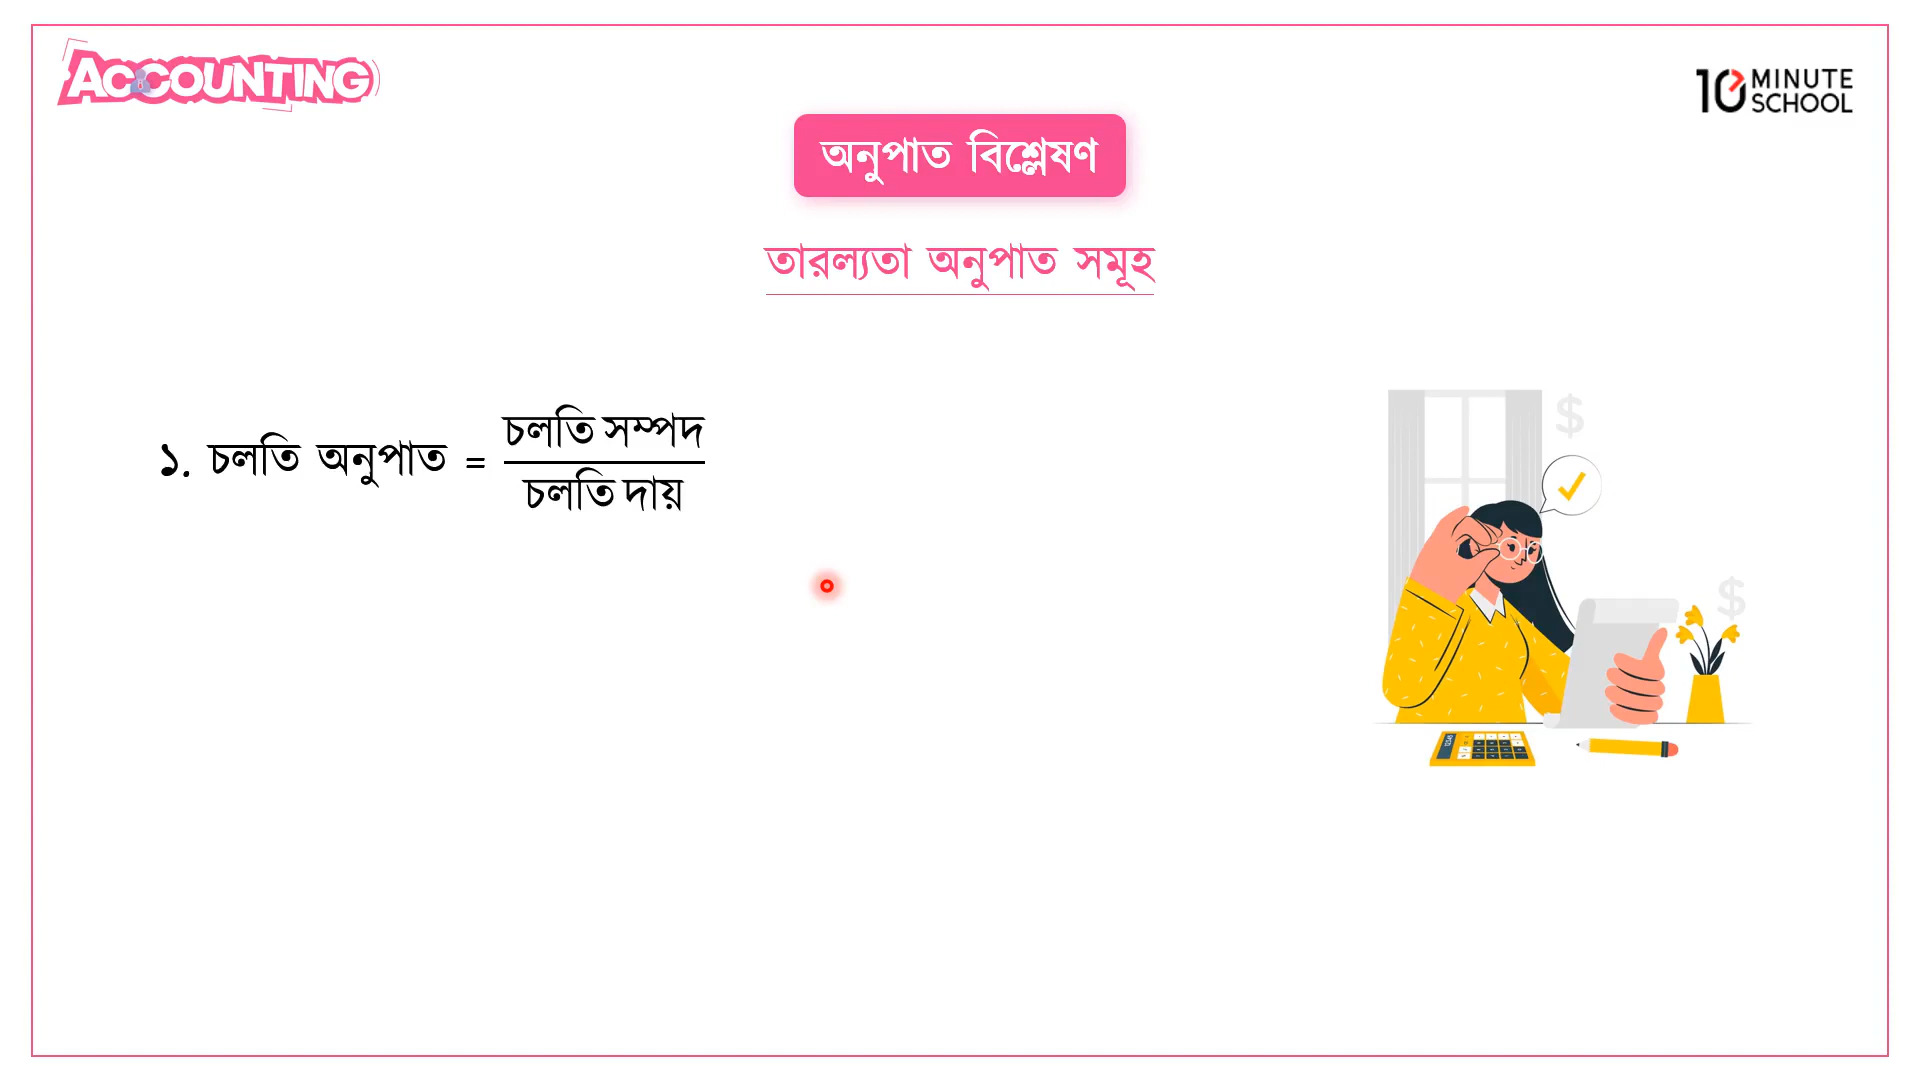 ACCOUNTING
10 MINUTE SCHOOL
অনুপাত বিশ্লেষণ
তারল্যতা অনুপাত সমূহ
১. চলতি অনুপাত = চলতি সম্পদ
চলতি দায়
$
$